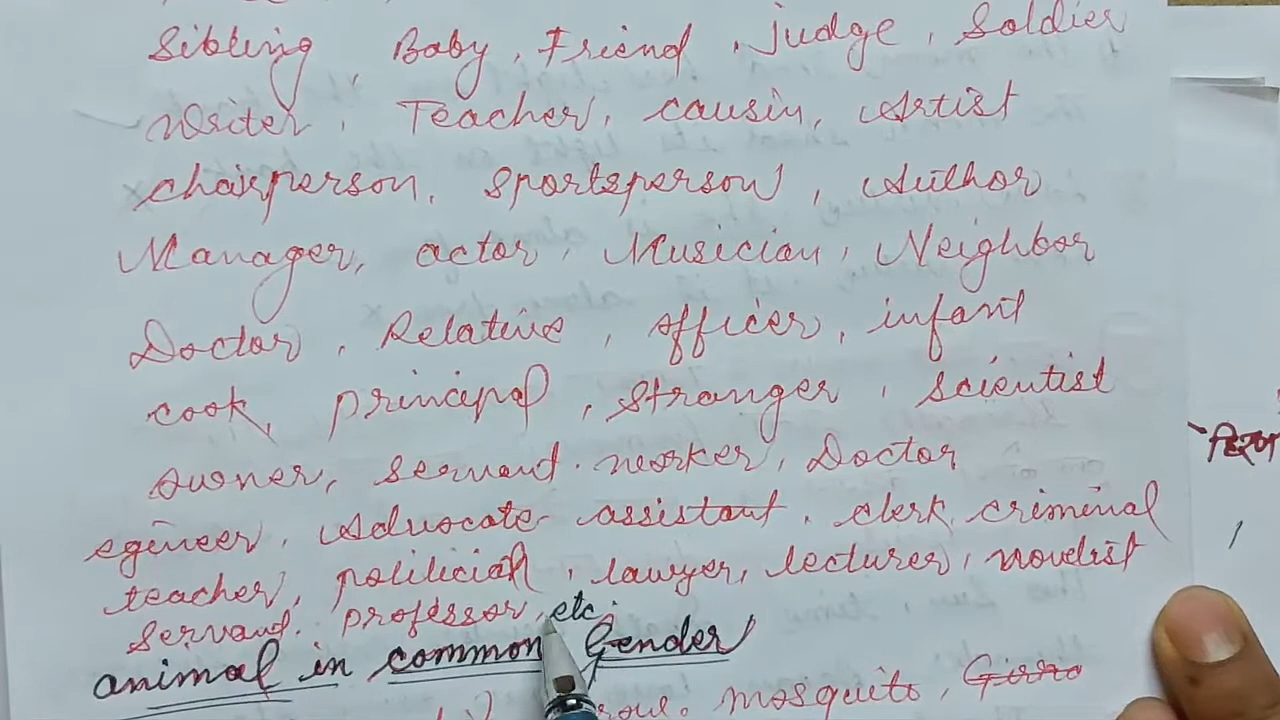 Sibling, Baby, Friend, judge, Soldier
Writer, Teacher, causin, Artist
chairperson, sportsperson, Author
Manager, actor, Musician, Neighbor
Doctor, Relative, officer, infant
cook, principal, stranger, scientist
owner, servant. worker, Doctor
egineer, Advocate assistant, clerk, criminal
teacher, politician, lawyer, lecturer, novelist
servant. professor, etc.
animal in common Gender
mosquito,